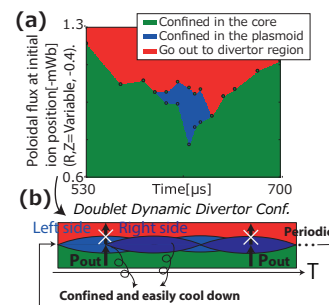 (a)
1.3
Confined in the core
Confined in the plasmoid
Go out to divertor region
Poloidal flux at initial
ion position[-mWb]
(R,Z=Variable, -0.4).
0.6
530
Time[μs]
700
(b)
Doublet Dynamic Divertor Conf.
Left side
Right side
Periodic
Pout
Pout
T
Confined and easily cool down